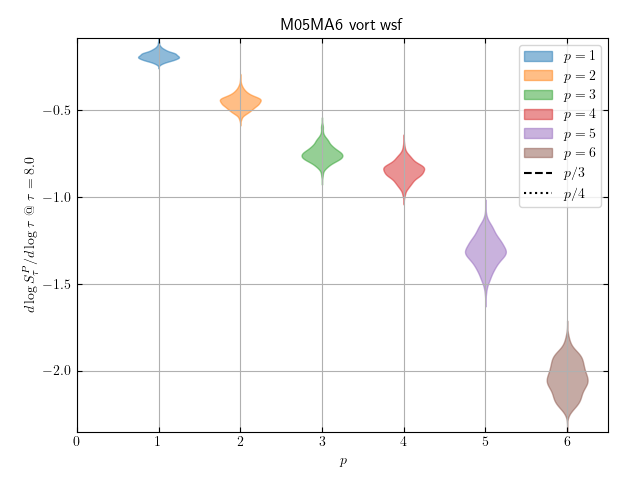 M05MA6 vort wsf
d log S_τ^P / d log τ @ τ = 8.0
−0.5
−1.0
−1.5
−2.0
0 1 2 3 4 5 6
p
p = 1
p = 2
p = 3
p = 4
p = 5
p = 6
p/3
p/4